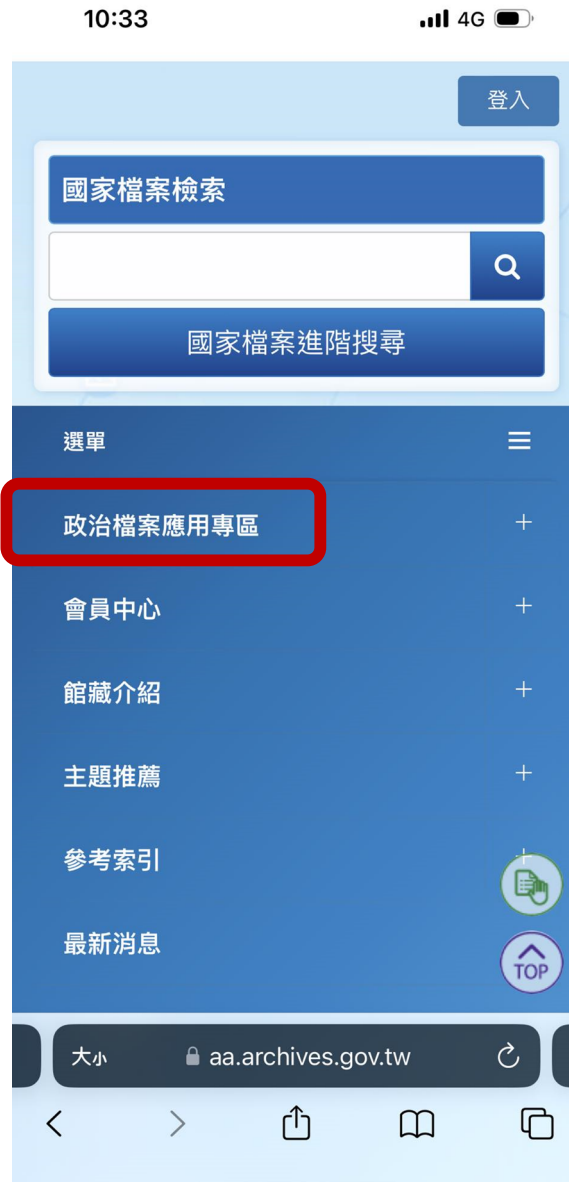 10:33
4G
登入
國家檔案檢索
國家檔案進階搜尋
選單
政治檔案應用專區
會員中心
館藏介紹
主題推薦
參考索引
最新消息
TOP
大小
aa.archives.gov.tw